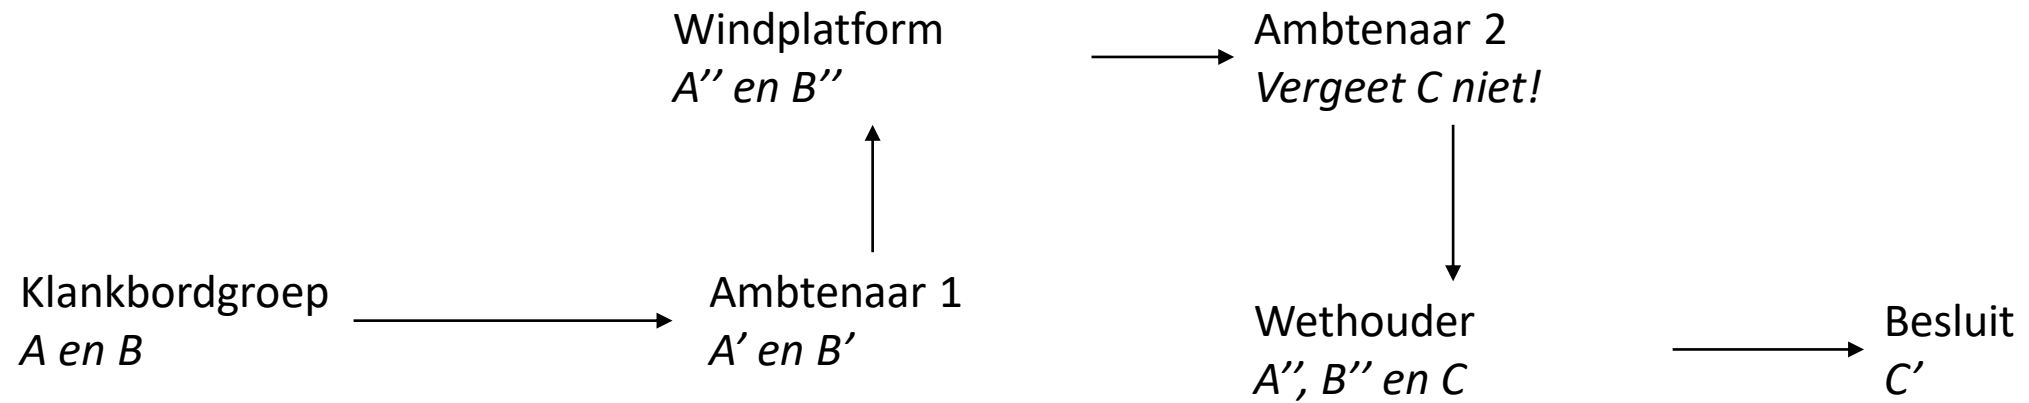 Windplatform
A’’ en B’’
Ambtenaar 2
Vergeet C niet!
Klankbordgroep
A en B
Ambtenaar 1
A’ en B’
Wethouder
A’’, B’’ en C
Besluit
C’